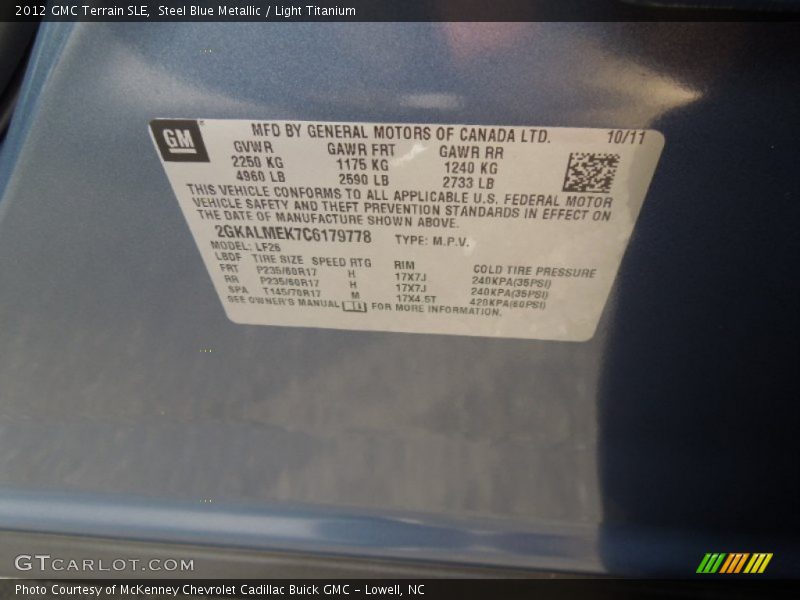 2012 GMC Terrain SLE, Steel Blue Metallic / Light Titanium
GM
MFD BY GENERAL MOTORS OF CANADA LTD. 10/11
GVWR GAWR FRT GAWR RR
2250 KG 1175 KG 1240 KG
4960 LB 2590 LB 2733 LB
THIS VEHICLE CONFORMS TO ALL APPLICABLE U.S. FEDERAL MOTOR
VEHICLE SAFETY AND THEFT PREVENTION STANDARDS IN EFFECT ON
THE DATE OF MANUFACTURE SHOWN ABOVE.
2GKALMEK7C6179778 TYPE: M.P.V.
MODEL: LF26
LBDF TIRE SIZE SPEED RTG RIM COLD TIRE PRESSURE
FRT P235/60R17 H 17X7J 240KPA(35PSI)
RR P235/60R17 H 17X7J 240KPA(35PSI)
SPA T145/70R17 M 17X4.5T 420KPA(60PSI)
SEE OWNER'S MANUAL FOR MORE INFORMATION.
GTCARLOT.COM
Photo Courtesy of McKenney Chevrolet Cadillac Buick GMC - Lowell, NC